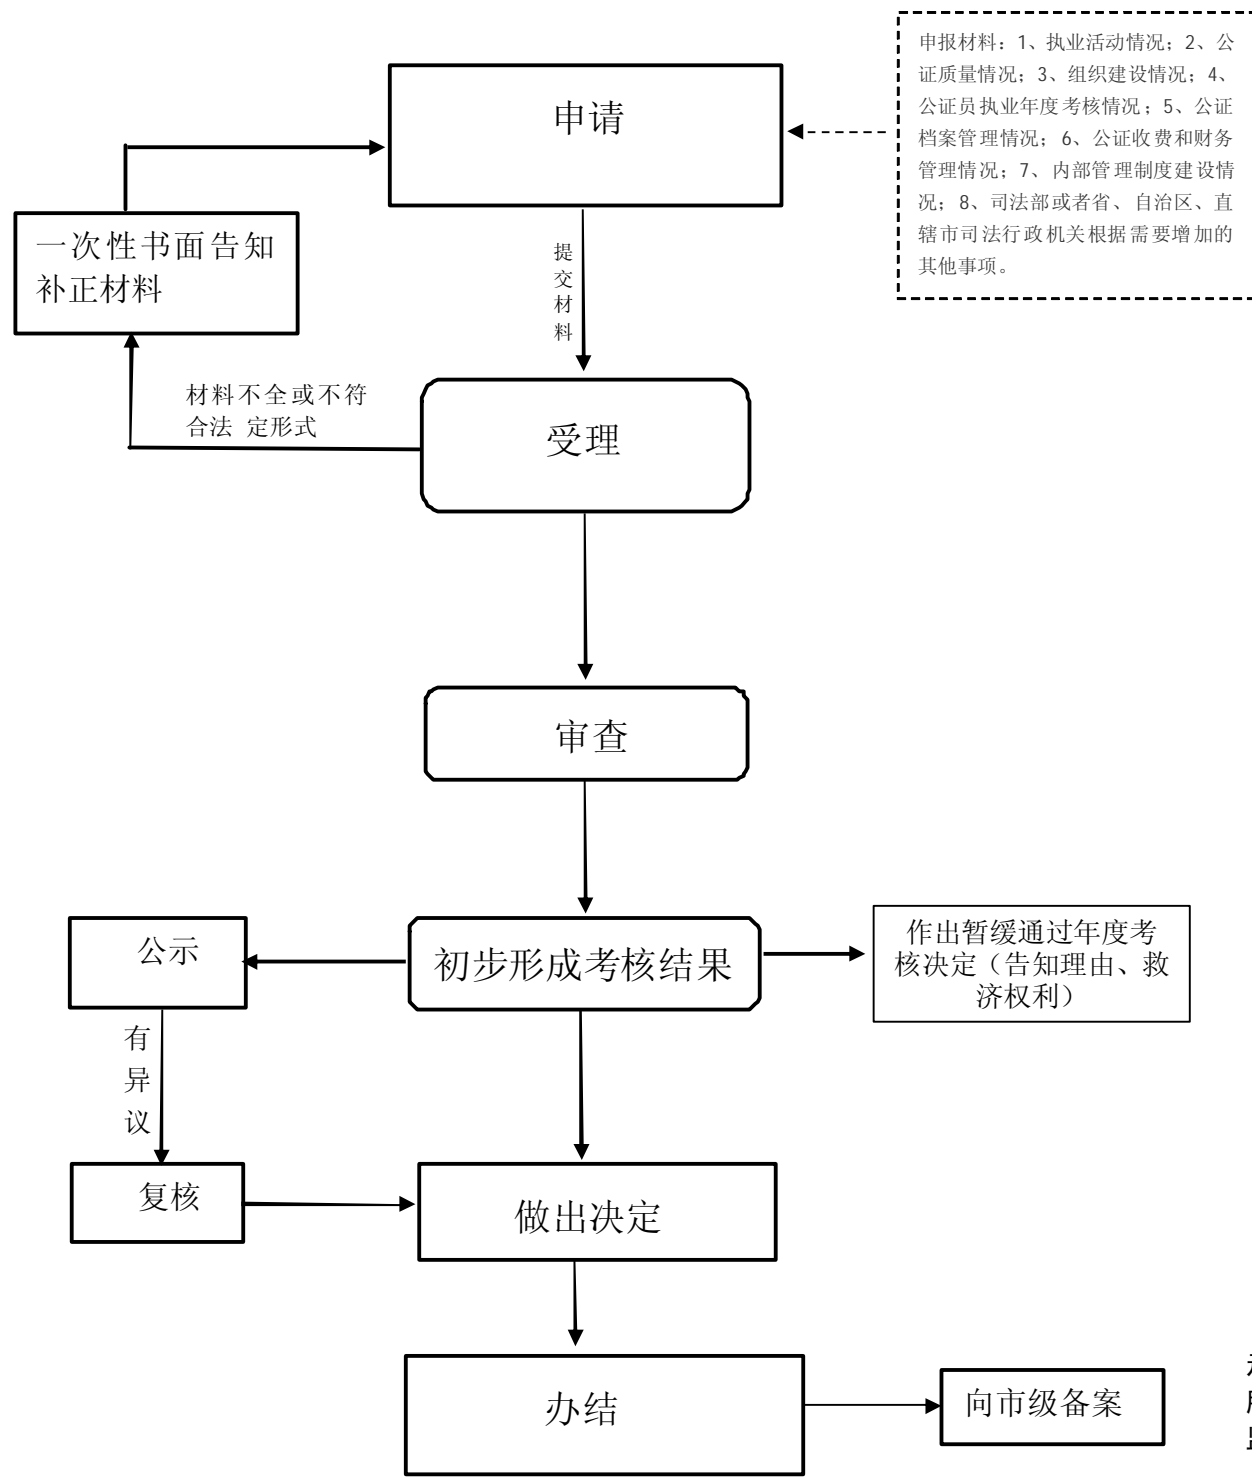 申报材料：1、执业活动情况；2、公
证质量情况；3、组织建设情况；4、
公证员执业年度考核情况；5、公证
档案管理情况；6、公证收费和财务
管理情况；7、内部管理制度建设情
况；8、司法部或者省、自治区、直
辖市司法行政机关根据需要增加的
其他事项。
申请
一次性书面告知
补正材料
提
交
材
料
材料不全或不符
合法 定形式
受理
审查
公示
初步形成考核结果
作出暂缓通过年度考
核决定（告知理由、救
济权利）
有
异
议
复核
做出决定
办结
向市级备案